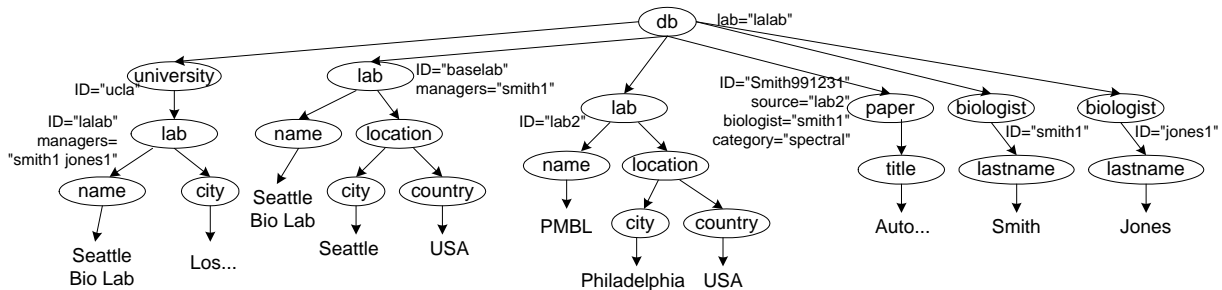 db
lab="lalab"
university
ID="ucla"
lab
ID="baselab"
managers="smith1"
lab
ID="lab2"
ID="Smith991231"
source="lab2"
biologist="smith1"
category="spectral"
paper
biologist
ID="smith1"
biologist
ID="jones1"
ID="lalab"
managers=
"smith1 jones1"
lab
name
location
name
location
title
lastname
lastname
name
city
Seattle
Bio Lab
city
country
PMBL
city
country
Auto...
Smith
Jones
Seattle
Bio Lab
Los...
Seattle
USA
Philadelphia
USA